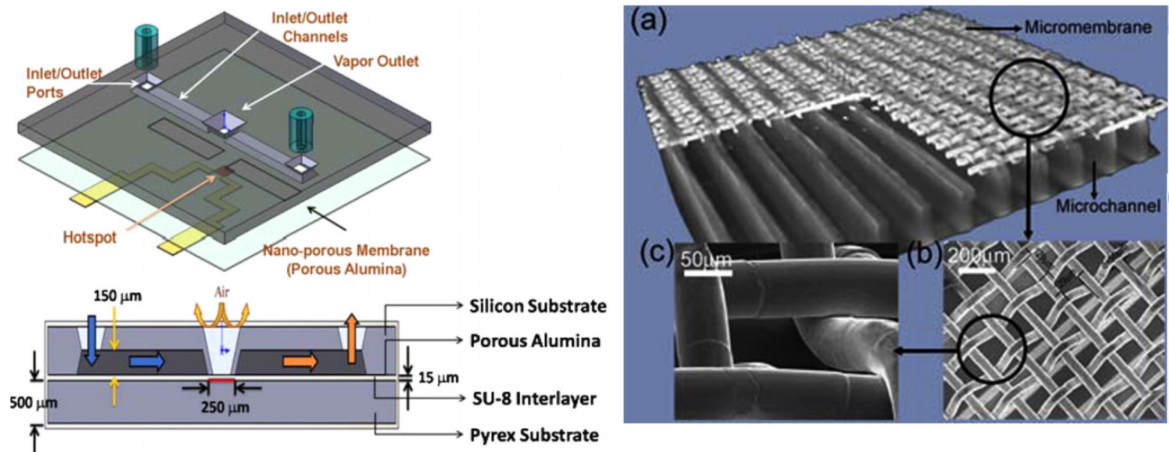 Inlet/Outlet
Channels
Vapor Outlet
Inlet/Outlet
Ports
Hotspot
Nano-porous Membrane
(Porous Alumina)
150 μm
Air
Silicon Substrate
Porous Alumina
15 μm
SU-8 Interlayer
500 μm
250 μm
Pyrex Substrate
(a)
Micromembrane
Microchannel
(c)
50μm
(b)
200μm